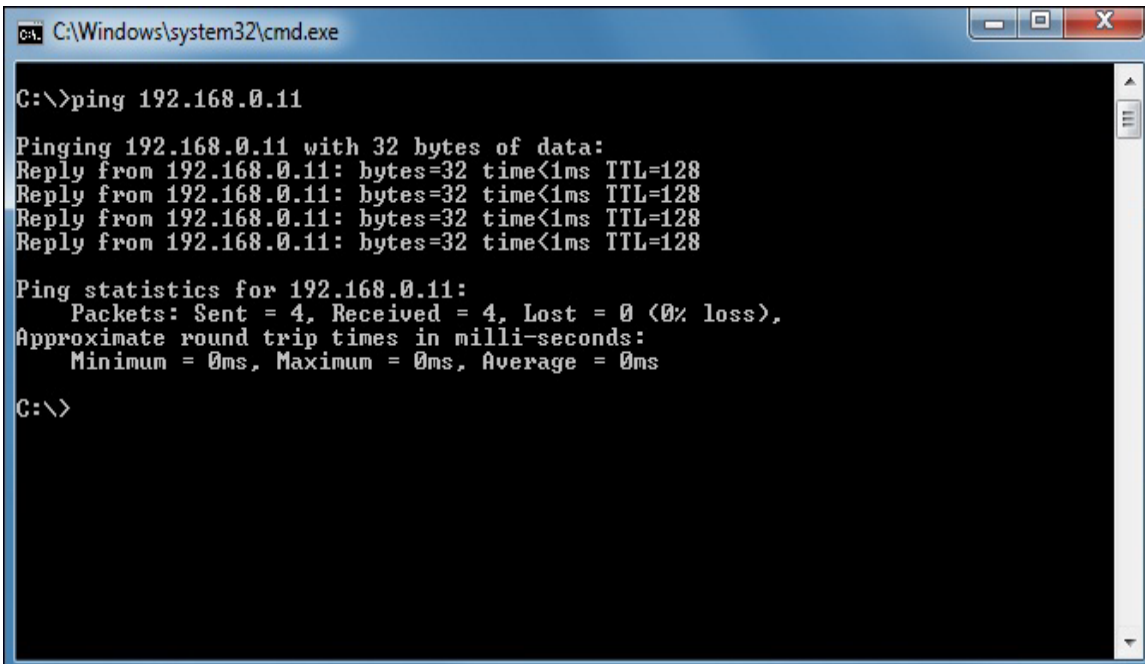 C:\Windows\system32\cmd.exe
C:\>ping 192.168.0.11
Pinging 192.168.0.11 with 32 bytes of data:
Reply from 192.168.0.11: bytes=32 time<1ms TTL=128
Reply from 192.168.0.11: bytes=32 time<1ms TTL=128
Reply from 192.168.0.11: bytes=32 time<1ms TTL=128
Reply from 192.168.0.11: bytes=32 time<1ms TTL=128
Ping statistics for 192.168.0.11:
    Packets: Sent = 4, Received = 4, Lost = 0 (0% loss),
Approximate round trip times in milli-seconds:
    Minimum = 0ms, Maximum = 0ms, Average = 0ms
C:\>